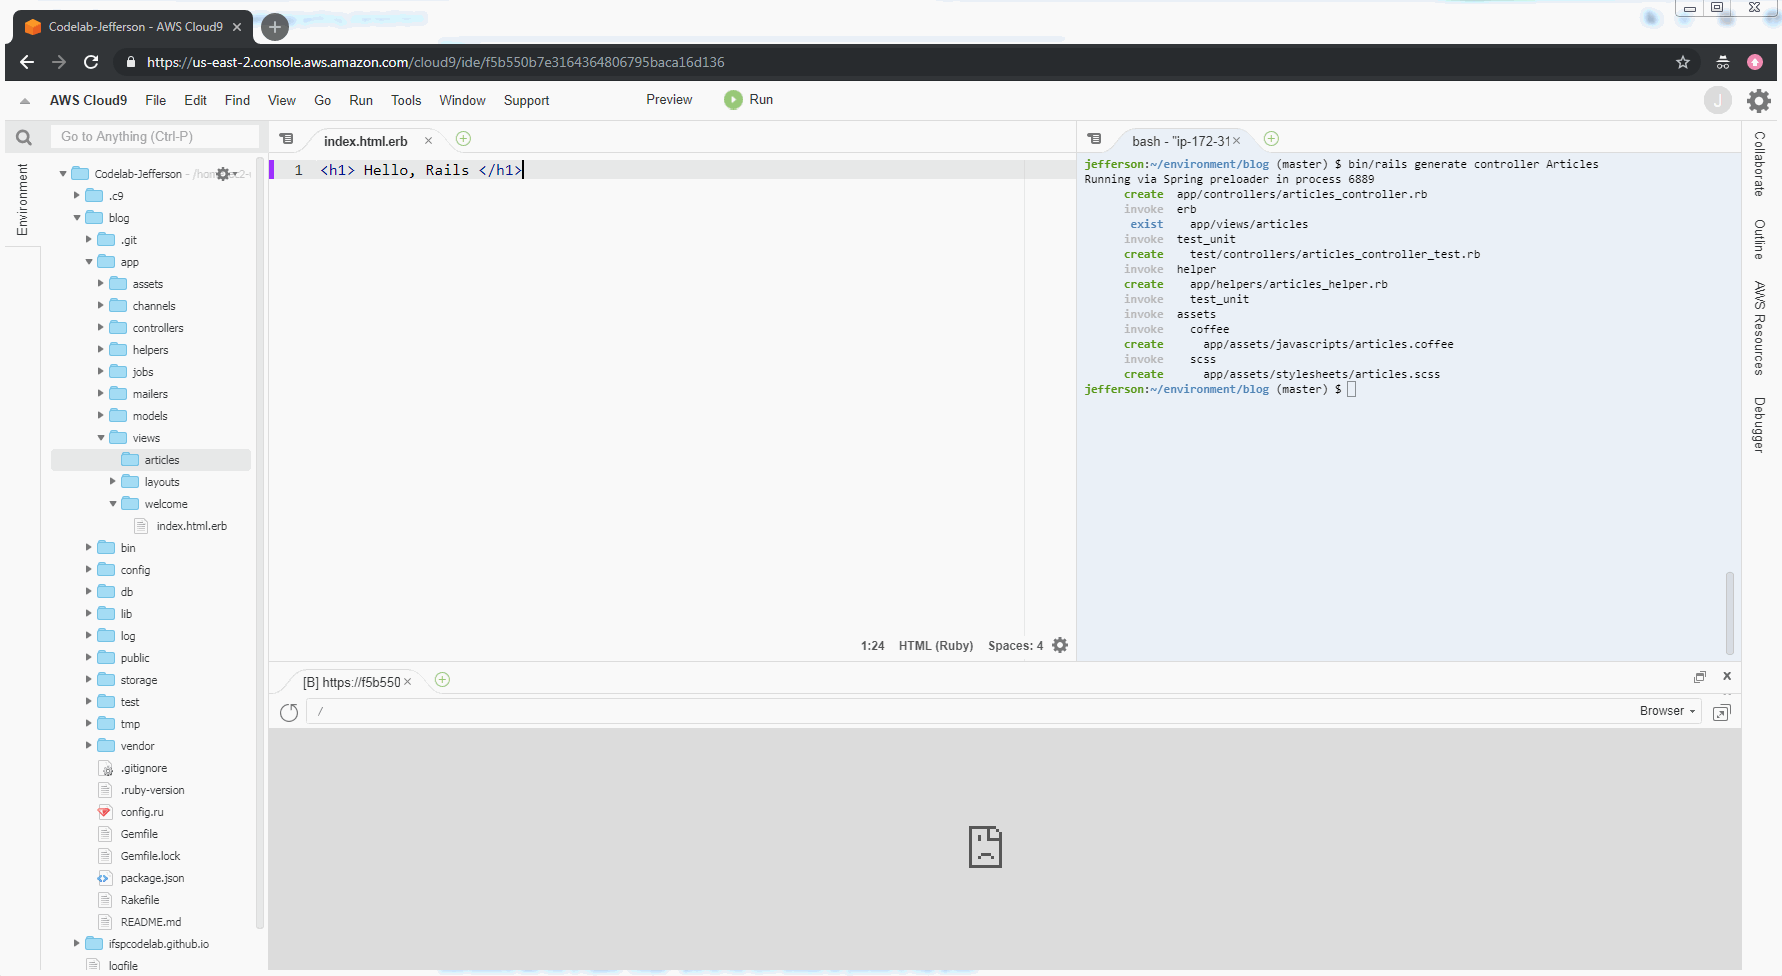 Codelab-Jefferson - AWS Cloud9
https://us-east-2.console.aws.amazon.com/cloud9/ide/f5b550b7e3164364806795baca16d136
AWS Cloud9 File Edit Find View Go Run Tools Window Support Preview Run J
Go to Anything (Ctrl-P)
Environment
Codelab-Jefferson
.c9
blog
.git
app
assets
channels
controllers
helpers
jobs
mailers
models
views
articles
layouts
welcome
index.html.erb
bin
config
db
lib
log
public
storage
test
tmp
vendor
.gitignore
.ruby-version
config.ru
Gemfile
Gemfile.lock
package.json
Rakefile
README.md
ifspcodelab.github.io
logfile
index.html.erb
1 <h1> Hello, Rails </h1>
1:24 HTML (Ruby) Spaces: 4
bash - "ip-172-31
jefferson:~/environment/blog (master) $ bin/rails generate controller Articles
Running via Spring preloader in process 6889
create app/controllers/articles_controller.rb
invoke erb
exist app/views/articles
invoke test_unit
create test/controllers/articles_controller_test.rb
invoke helper
create app/helpers/articles_helper.rb
invoke test_unit
invoke assets
invoke coffee
create app/assets/javascripts/articles.coffee
invoke scss
create app/assets/stylesheets/articles.scss
jefferson:~/environment/blog (master) $
Collaborate
Outline
AWS Resources
Debugger
[B] https://f5b550
/
Browser